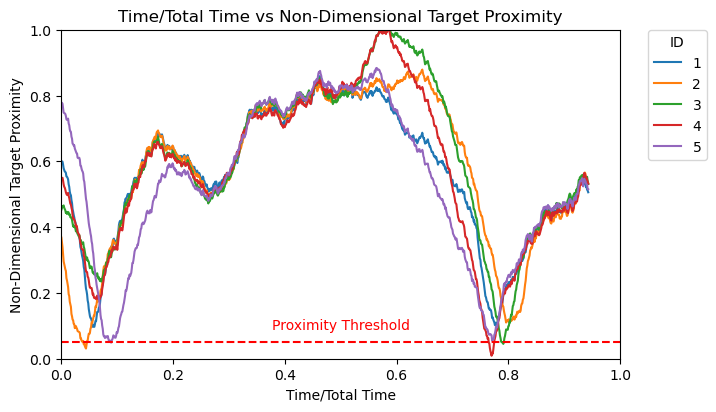 Time/Total Time vs Non-Dimensional Target Proximity
Non-Dimensional Target Proximity
1.0
0.8
0.6
0.4
0.2
0.0
Proximity Threshold
0.0 0.2 0.4 0.6 0.8 1.0
Time/Total Time
ID
1
2
3
4
5